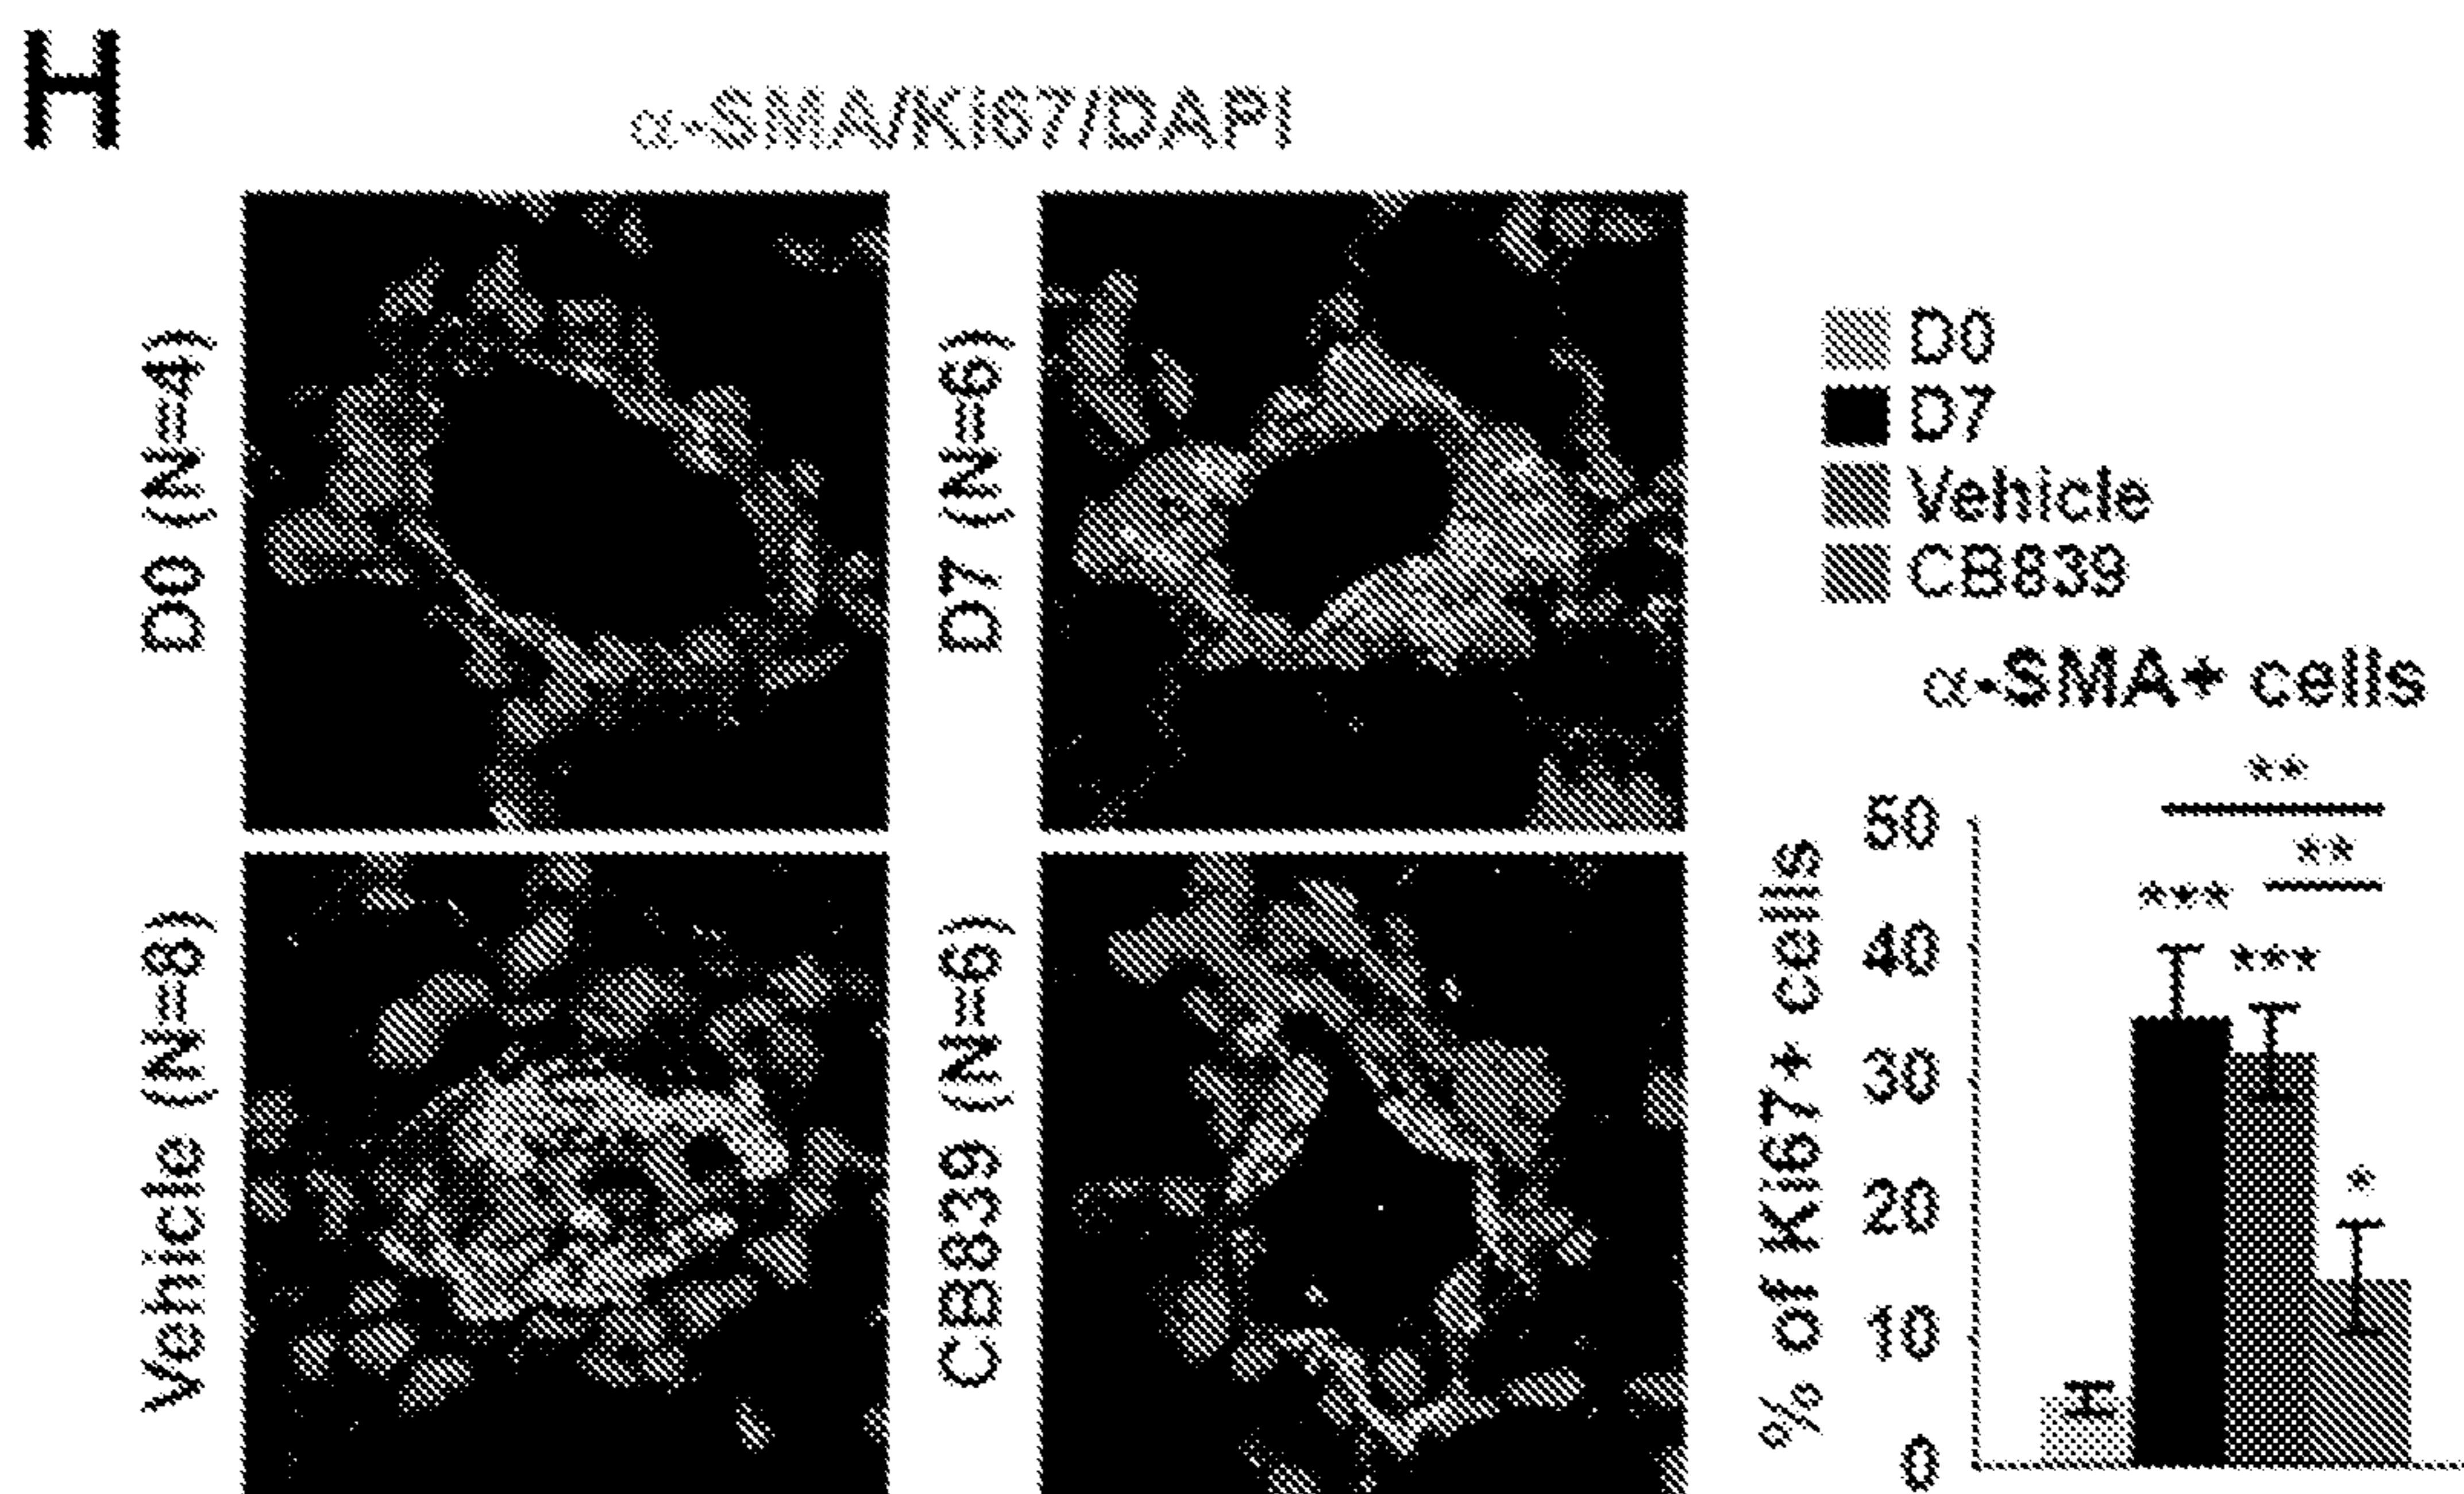 H
α-SMA/Ki67/DAPI
D0 (N=4)
D7 (N=6)
Vehicle (N=8)
CB839 (N=6)
D0
D7
Vehicle
CB839
α-SMA+ cells
% of Ki67+ cells
50
40
30
20
10
0
**
**
***
***
*